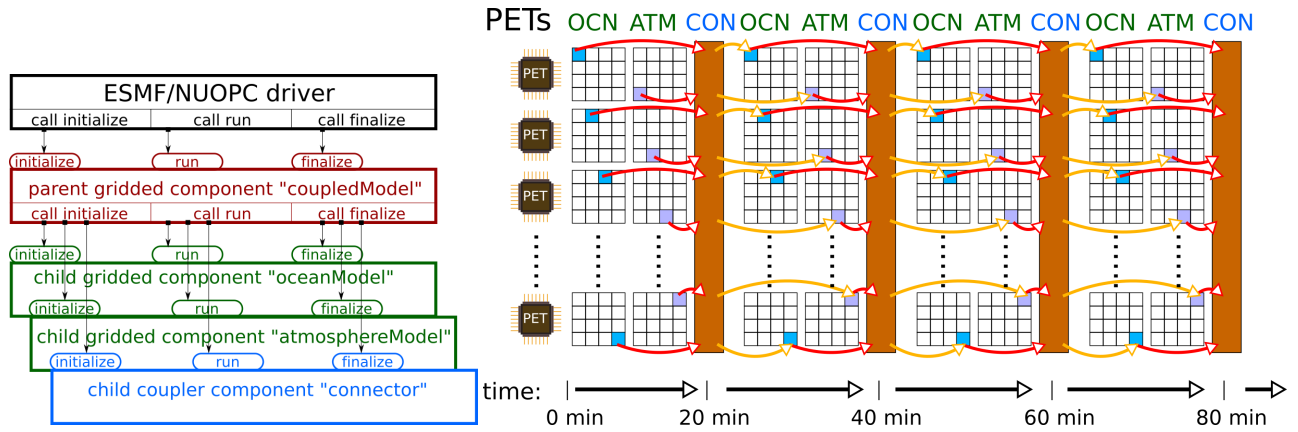 ESMF/NUOPC driver
call initialize call run call finalize
initialize run finalize
parent gridded component "coupledModel"
call initialize call run call finalize
initialize run finalize
child gridded component "oceanModel"
initialize run finalize
child gridded component "atmosphereModel"
initialize run finalize
child coupler component "connector"
PETs OCN ATM CON OCN ATM CON OCN ATM CON OCN ATM CON
PET
PET
PET
PET
time:
0 min 20 min 40 min 60 min 80 min